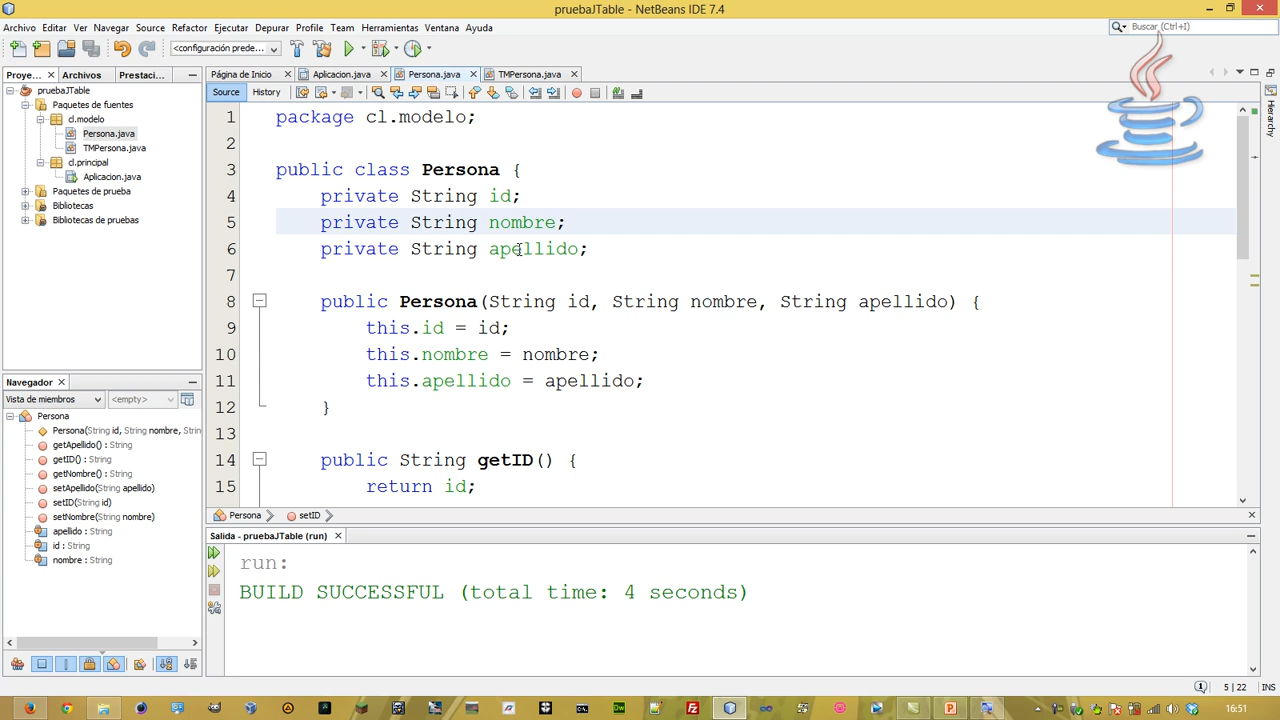 pruebaJTable - NetBeans IDE 7.4
Archivo Editar Ver Navegar Source Refactor Ejecutar Depurar Profile Team Herramientas Ventana Ayuda
Buscar (Ctrl+I)
<configuración prede...
Proye... Archivos Prestaci...
Página de Inicio Aplicacion.java Persona.java TMPersona.java
Source History
pruebaJTable
Paquetes de fuentes
cl.modelo
Persona.java
TMPersona.java
cl.principal
Aplicacion.java
Paquetes de prueba
Bibliotecas
Bibliotecas de pruebas
Hierarchy
1 package cl.modelo;
2
3 public class Persona {
4 private String id;
5 private String nombre;
6 private String apellido;
7
8 public Persona(String id, String nombre, String apellido) {
9 this.id = id;
10 this.nombre = nombre;
11 this.apellido = apellido;
12 }
13
14 public String getID() {
15 return id;
Persona setID
Navegador
Vista de miembros <empty>
Persona
Persona(String id, String nombre, Strin
getApellido() : String
getID() : String
getNombre() : String
setApellido(String apellido)
setID(String id)
setNombre(String nombre)
apellido : String
id : String
nombre : String
Salida - pruebaJTable (run)
run:
BUILD SUCCESSFUL (total time: 4 seconds)
1 5 | 22 INS
16:51